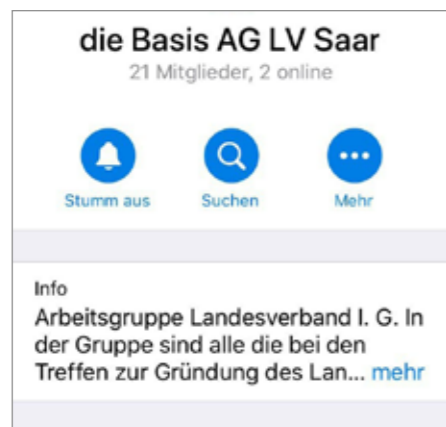 die Basis AG LV Saar
21 Mitglieder, 2 online
Stumm aus Suchen Mehr
Info
Arbeitsgruppe Landesverband I. G. In
der Gruppe sind alle die bei den
Treffen zur Gründung des Lan... mehr